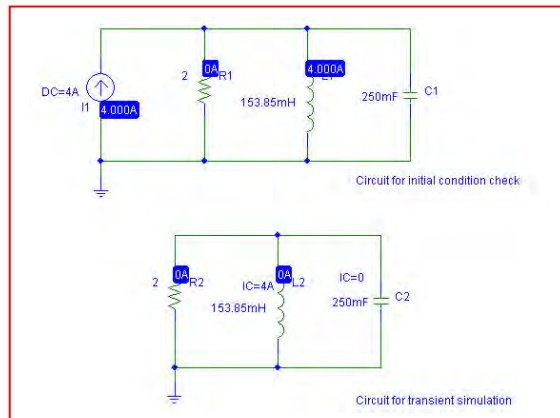 0A R1
4.000A
2
DC=4A
I1
4.000A
153.85mH
250mF
C1
Circuit for initial condition check
0A R2
2
IC=4A
0A L2
153.85mH
IC=0
250mF
C2
Circuit for transient simulation